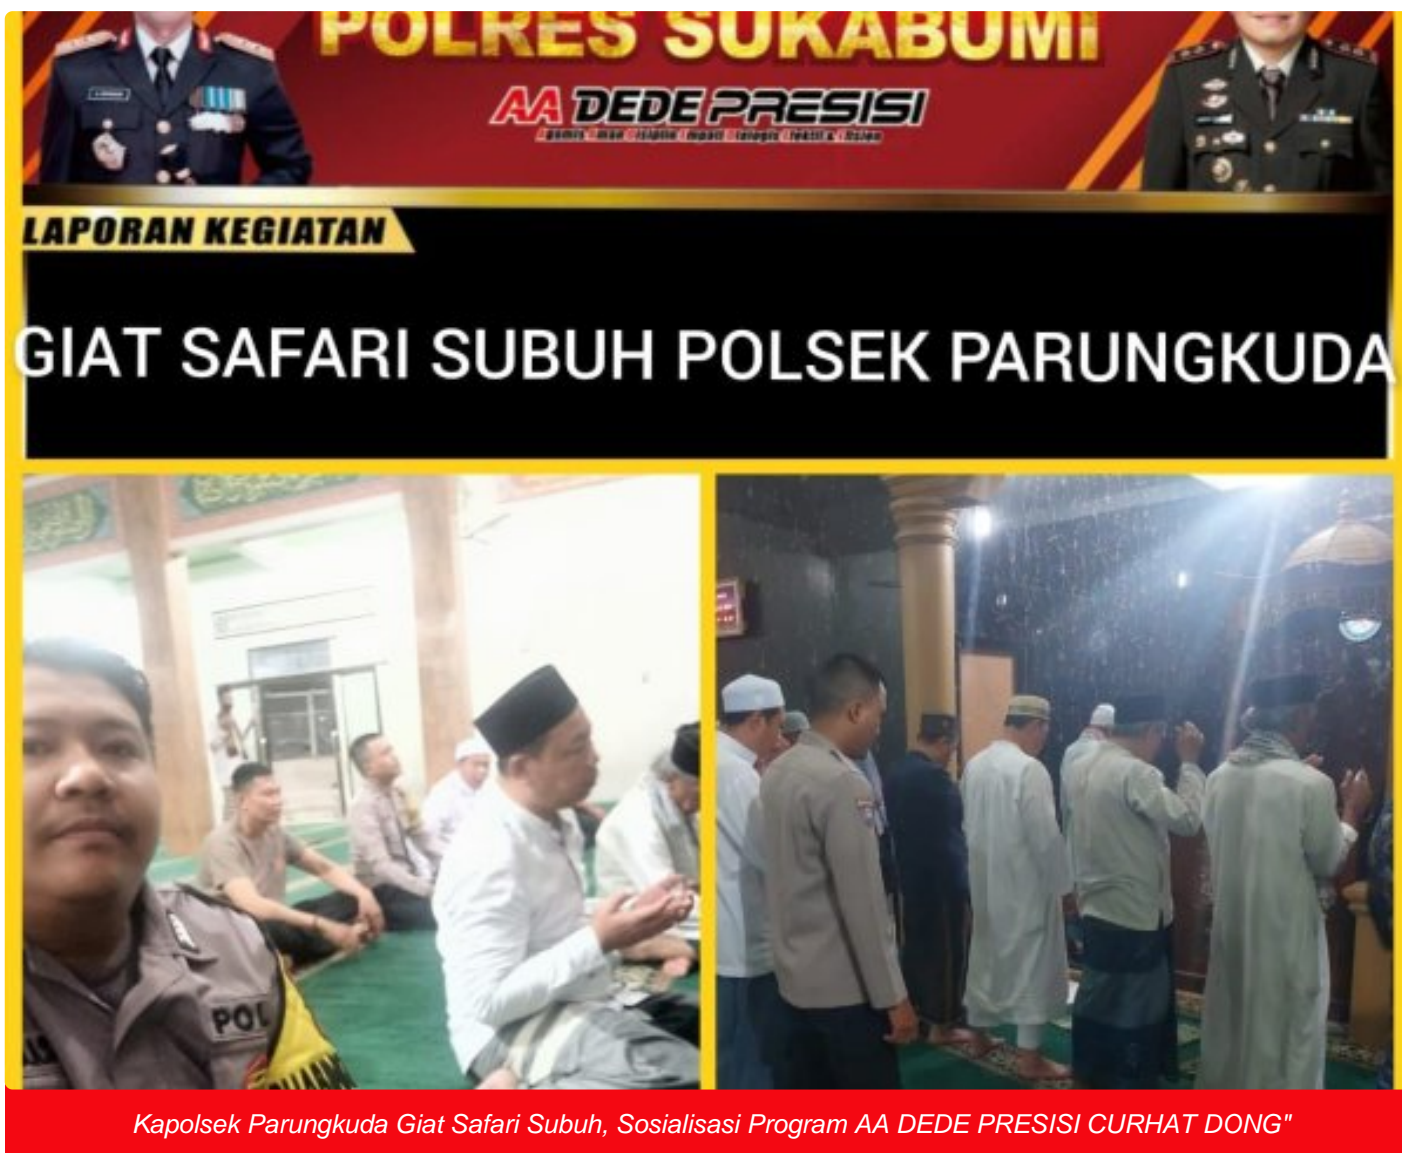 POLRES SUKABUMI
AA DEDE PRESISI
LAPORAN KEGIATAN
GIAT SAFARI SUBUH POLSEK PARUNGKUDA
POL
Kapolsek Parungkuda Giat Safari Subuh, Sosialisasi Program AA DEDE PRESISI CURHAT DONG"